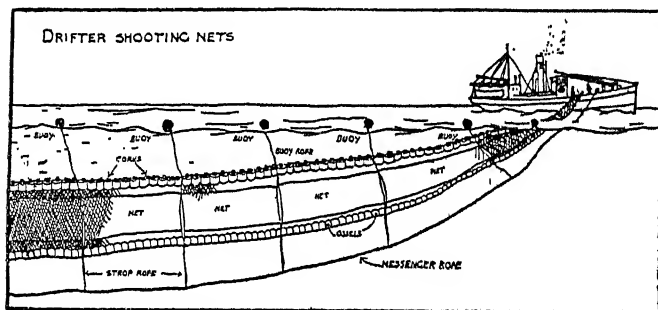 DRIFTER SHOOTING NETS
BUOY BUOY BUOY BUOY BUOY
BUOY ROPE
CORKS
NET NET NET NET
OSSELS
STROP ROPE
MESSENGER ROPE